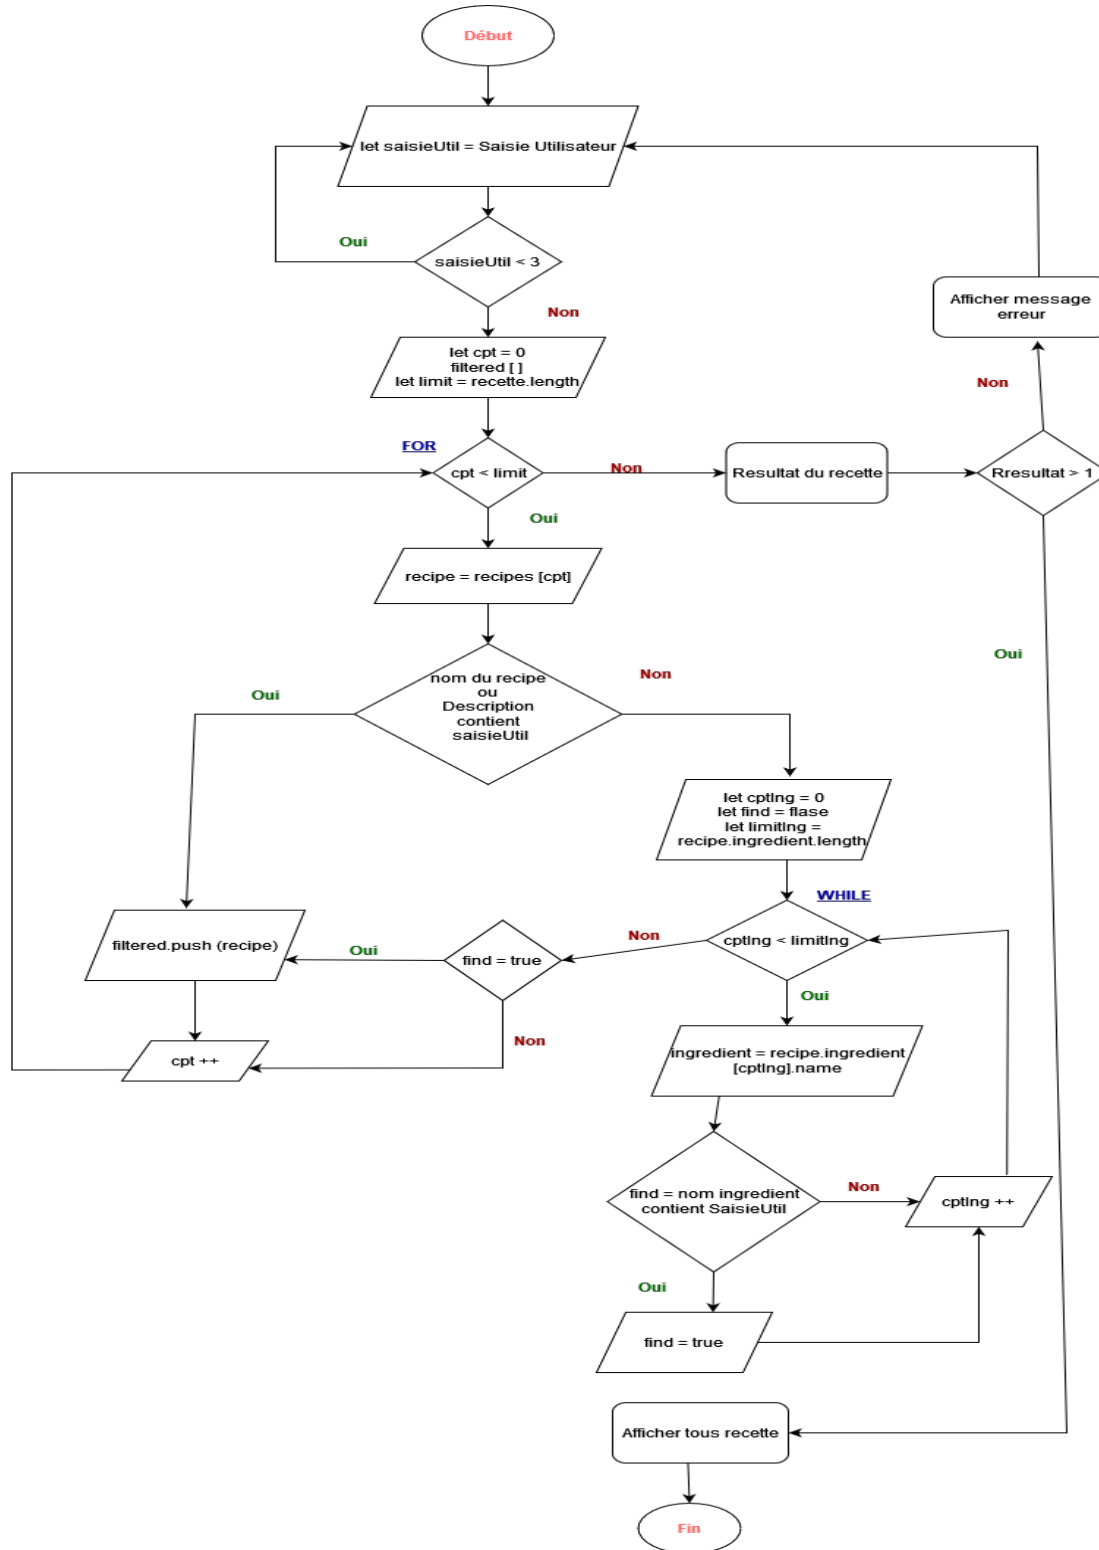 Début
let saisieUtil = Saisie Utilisateur
Oui
saisieUtil < 3
Non
Afficher message
erreur
let cpt = 0
filtered [ ]
let limit = recette.length
Non
FOR
cpt < limit
Non
Resultat du recette
Rresultat > 1
Oui
recipe = recipes [cpt]
Oui
nom du recipe
ou
Description
contient
saisieUtil
Non
Oui
let cptIng = 0
let find = flase
let limitIng =
recipe.ingredient.length
WHILE
filtered.push (recipe)
Oui
find = true
Non
cptIng < limitIng
Oui
Non
cpt ++
ingredient = recipe.ingredient
[cptIng].name
find = nom ingredient
contient SaisieUtil
Non
cptIng ++
Oui
find = true
Afficher tous recette
Fin